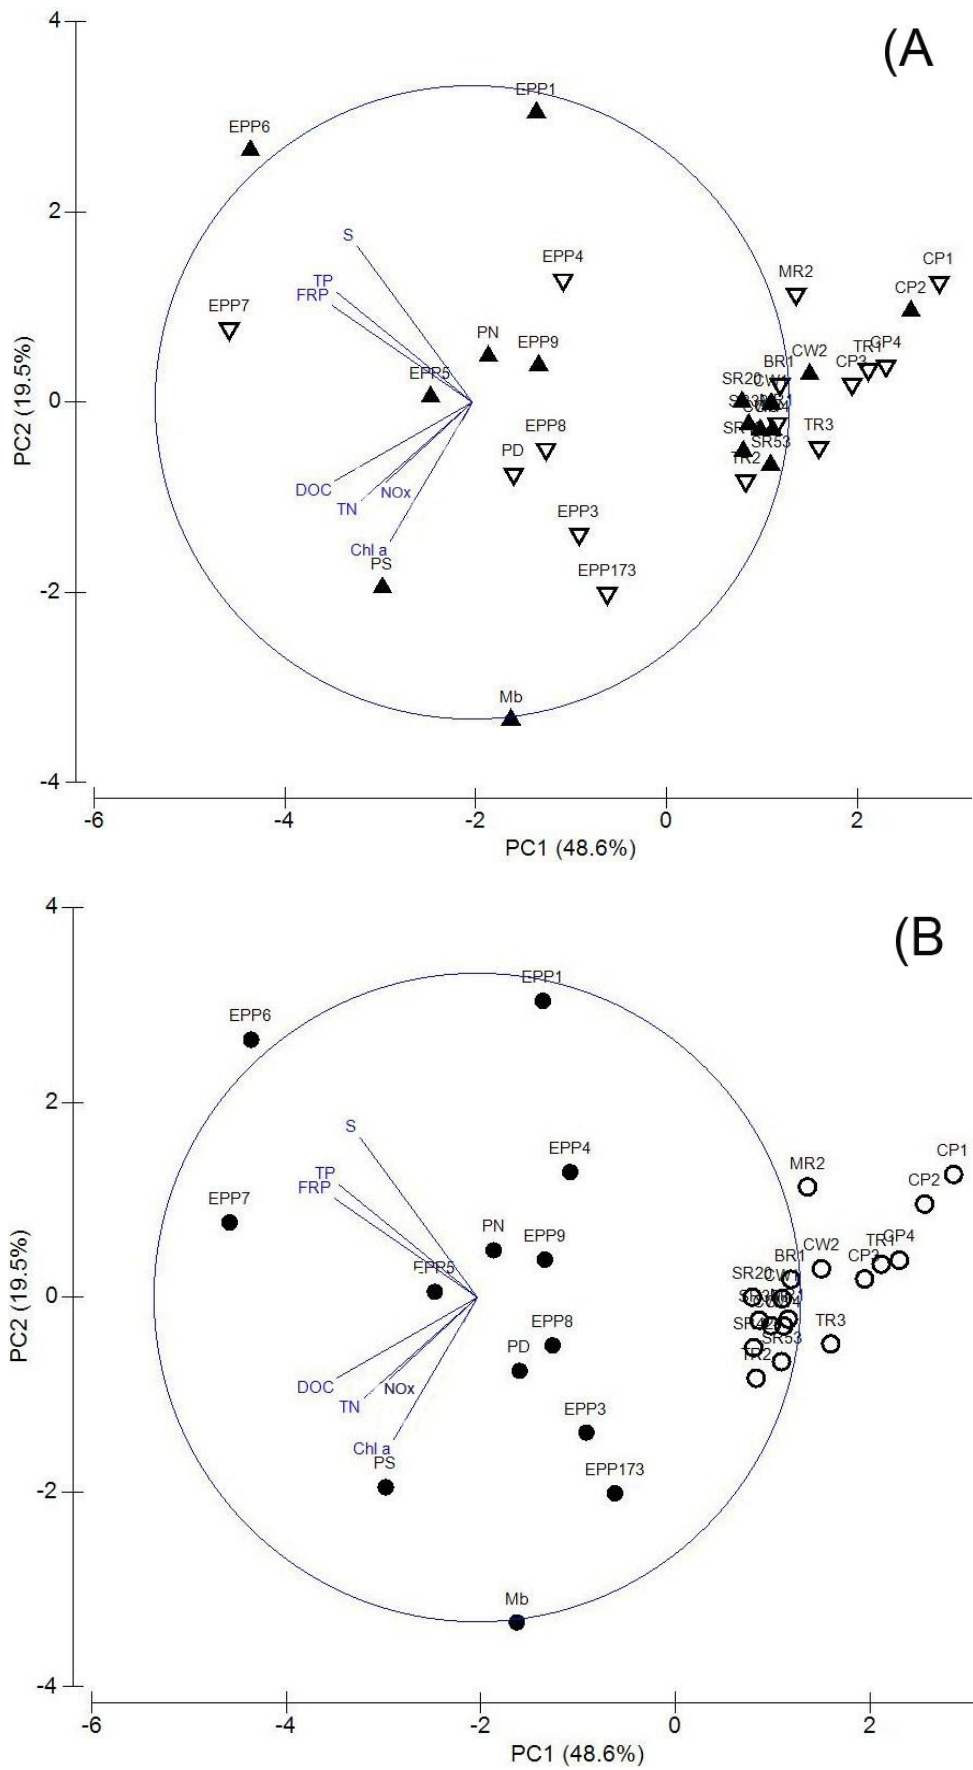 (A
4
EPP1
EPP6
2
S
EPP4
MR2
CP1
TP
FRP
CP2
EPP7
PN
EPP9
CW2
TR1
CP4
BR1
CP3
EPP5
SR20
CW1
0
EPP8
TR3
PD
SR53
TR2
DOC
NOx
TN
EPP3
Chl a
PS
EPP173
-2
Mb
-4
-6
-4
-2
0
2
PC1 (48.6%)
PC2 (19.5%)
4
(B
EPP1
EPP6
2
S
EPP4
CP1
MR2
TP
FRP
CP2
EPP7
PN
EPP9
CW2
TR1
CP4
BR1
CP3
EPP5
SR20
CW1
0
EPP8
TR3
PD
SR53
TR2
DOC
NOx
TN
EPP3
Chl a
PS
EPP173
-2
Mb
-4
-6
-4
-2
0
2
PC1 (48.6%)
PC2 (19.5%)